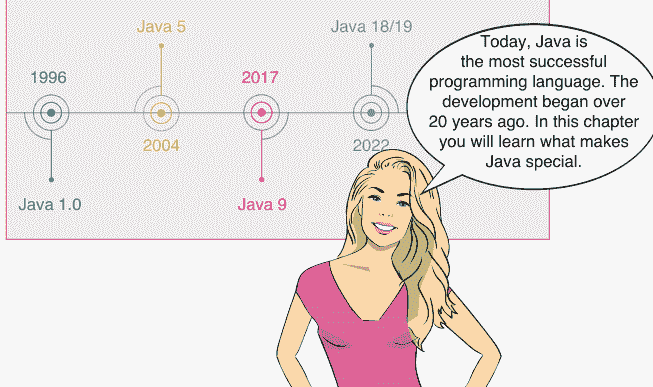 Java 5
Java 18/19
1996
2017
2004
2022
Java 1.0
Java 9
Today, Java is
the most successful
programming language. The
development began over
20 years ago. In this chapter
you will learn what makes
Java special.